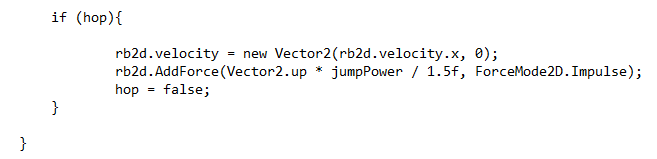 if (hop){
rb2d.velocity = new Vector2(rb2d.velocity.x, 0);
rb2d.AddForce(Vector2.up * jumpPower / 1.5f, ForceMode2D.Impulse);
hop = false;
}
}